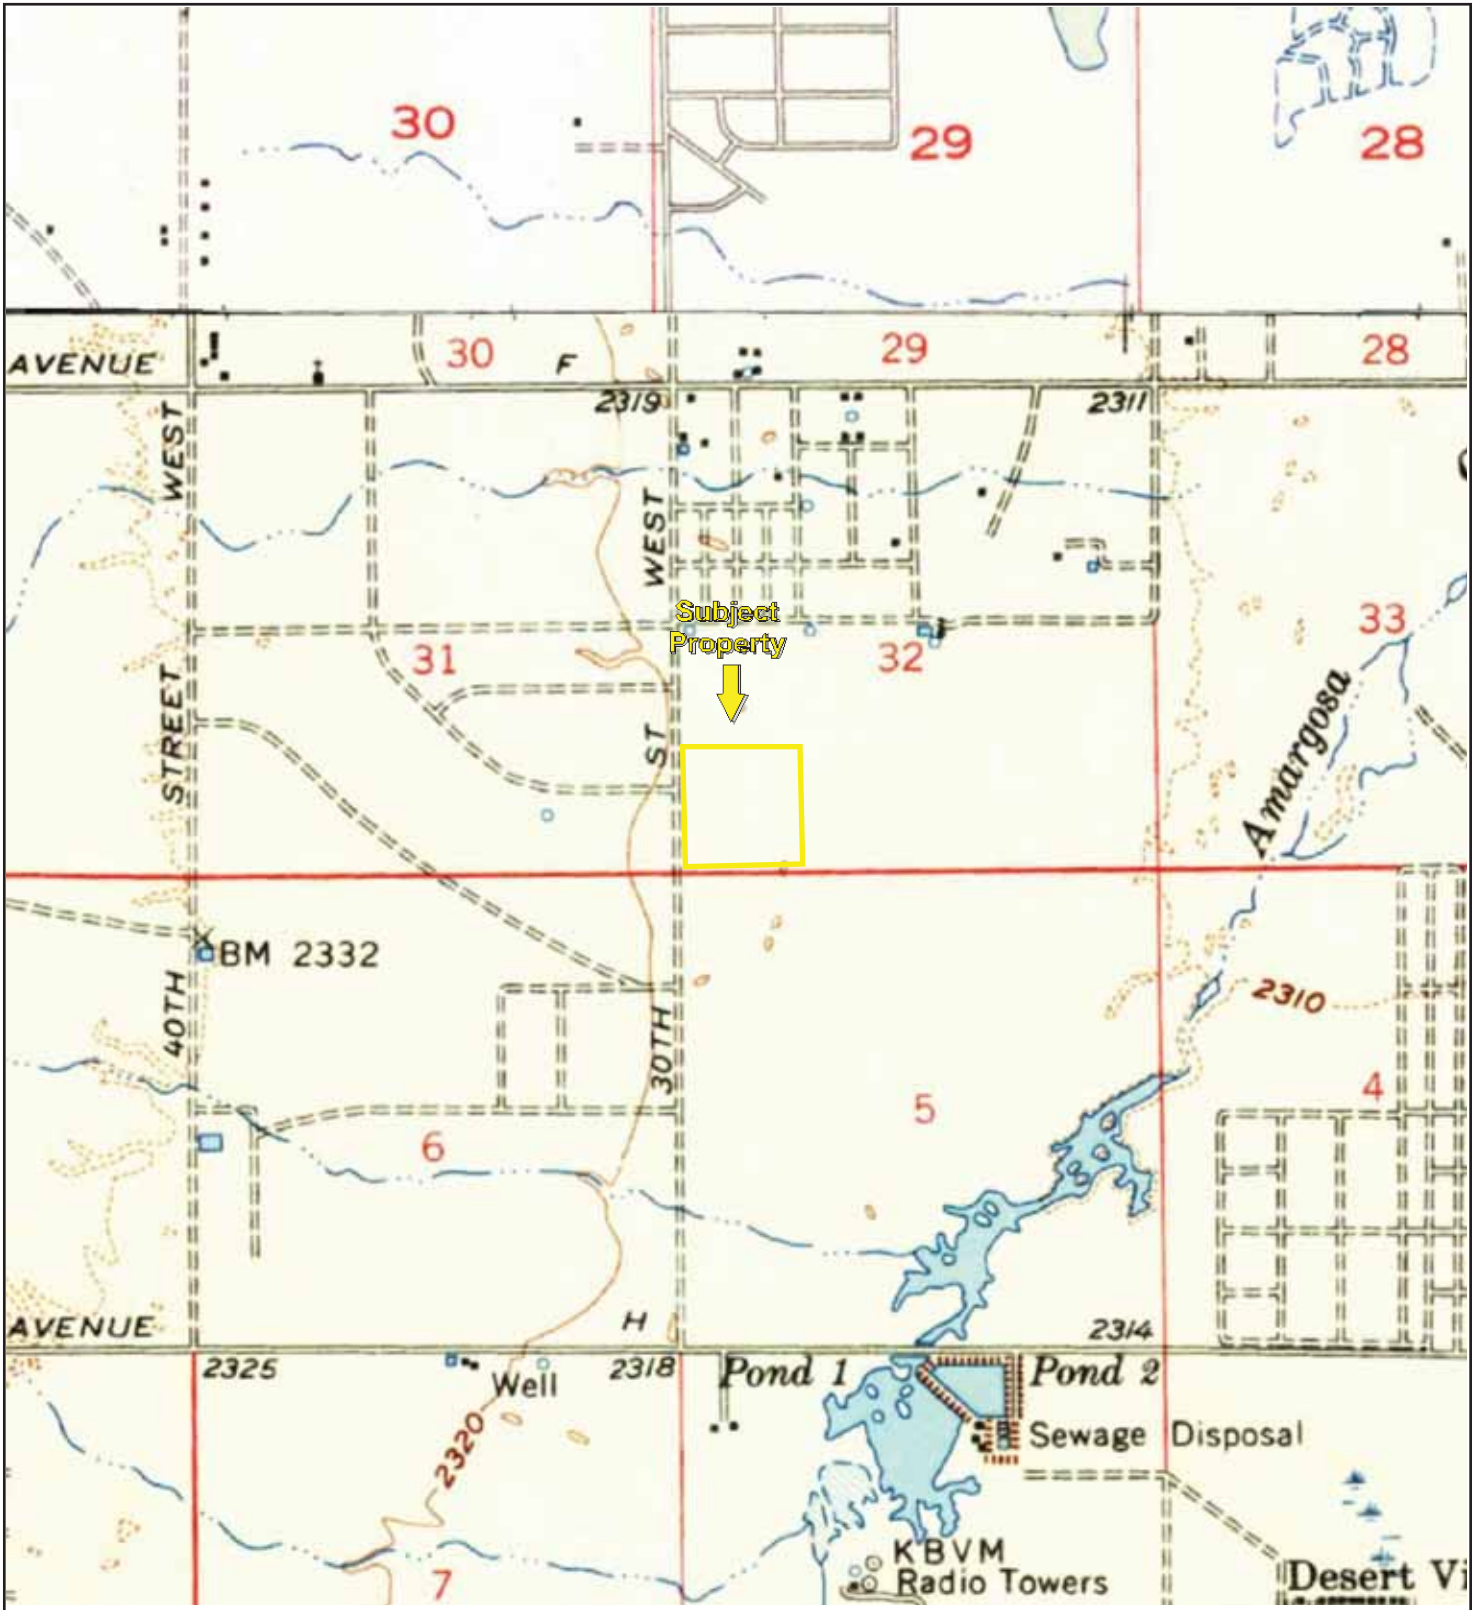 30
29
28
AVENUE
30
F
29
28
2319
2311
WEST
WEST
Subject
Property
31
32
33
STREET
ST
Amargosa
BM 2332
2310
40TH
30TH
5
4
6
AVENUE
H
2314
2325
Well
2318
Pond 1
Pond 2
2320
Sewage Disposal
KBVM
Radio Towers
7
Desert Vi